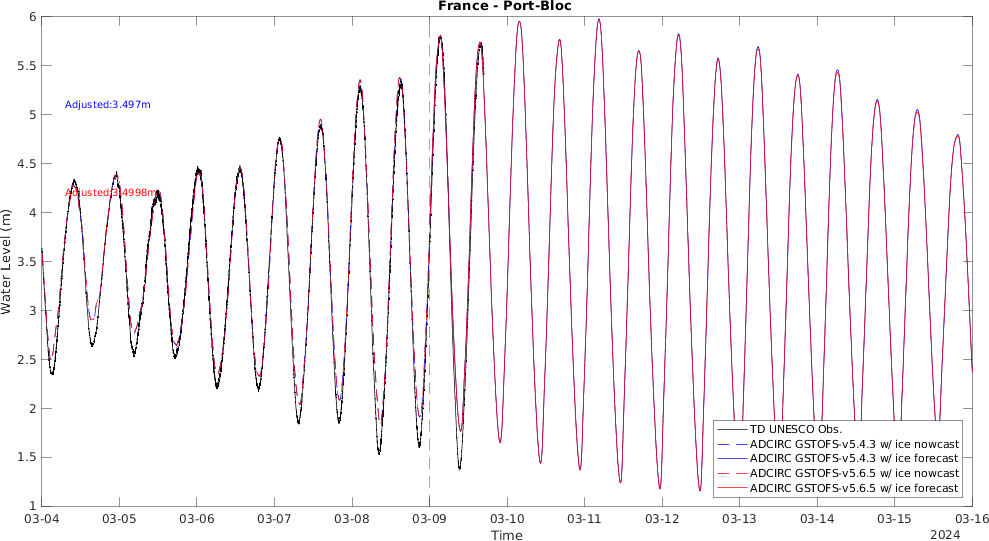 France - Port-Bloc
6
5.5
5
4.5
4
3.5
3
2.5
2
1.5
1
Water Level (m)
Adjusted:3.497m
Adjusted:3.4998m
TD UNESCO Obs.
ADCIRC GSTOFS-v5.4.3 w/ ice nowcast
ADCIRC GSTOFS-v5.4.3 w/ ice forecast
ADCIRC GSTOFS-v5.6.5 w/ ice nowcast
ADCIRC GSTOFS-v5.6.5 w/ ice forecast
03-04 03-05 03-06 03-07 03-08 03-09 03-10 03-11 03-12 03-13 03-14 03-15 03-16
Time
2024